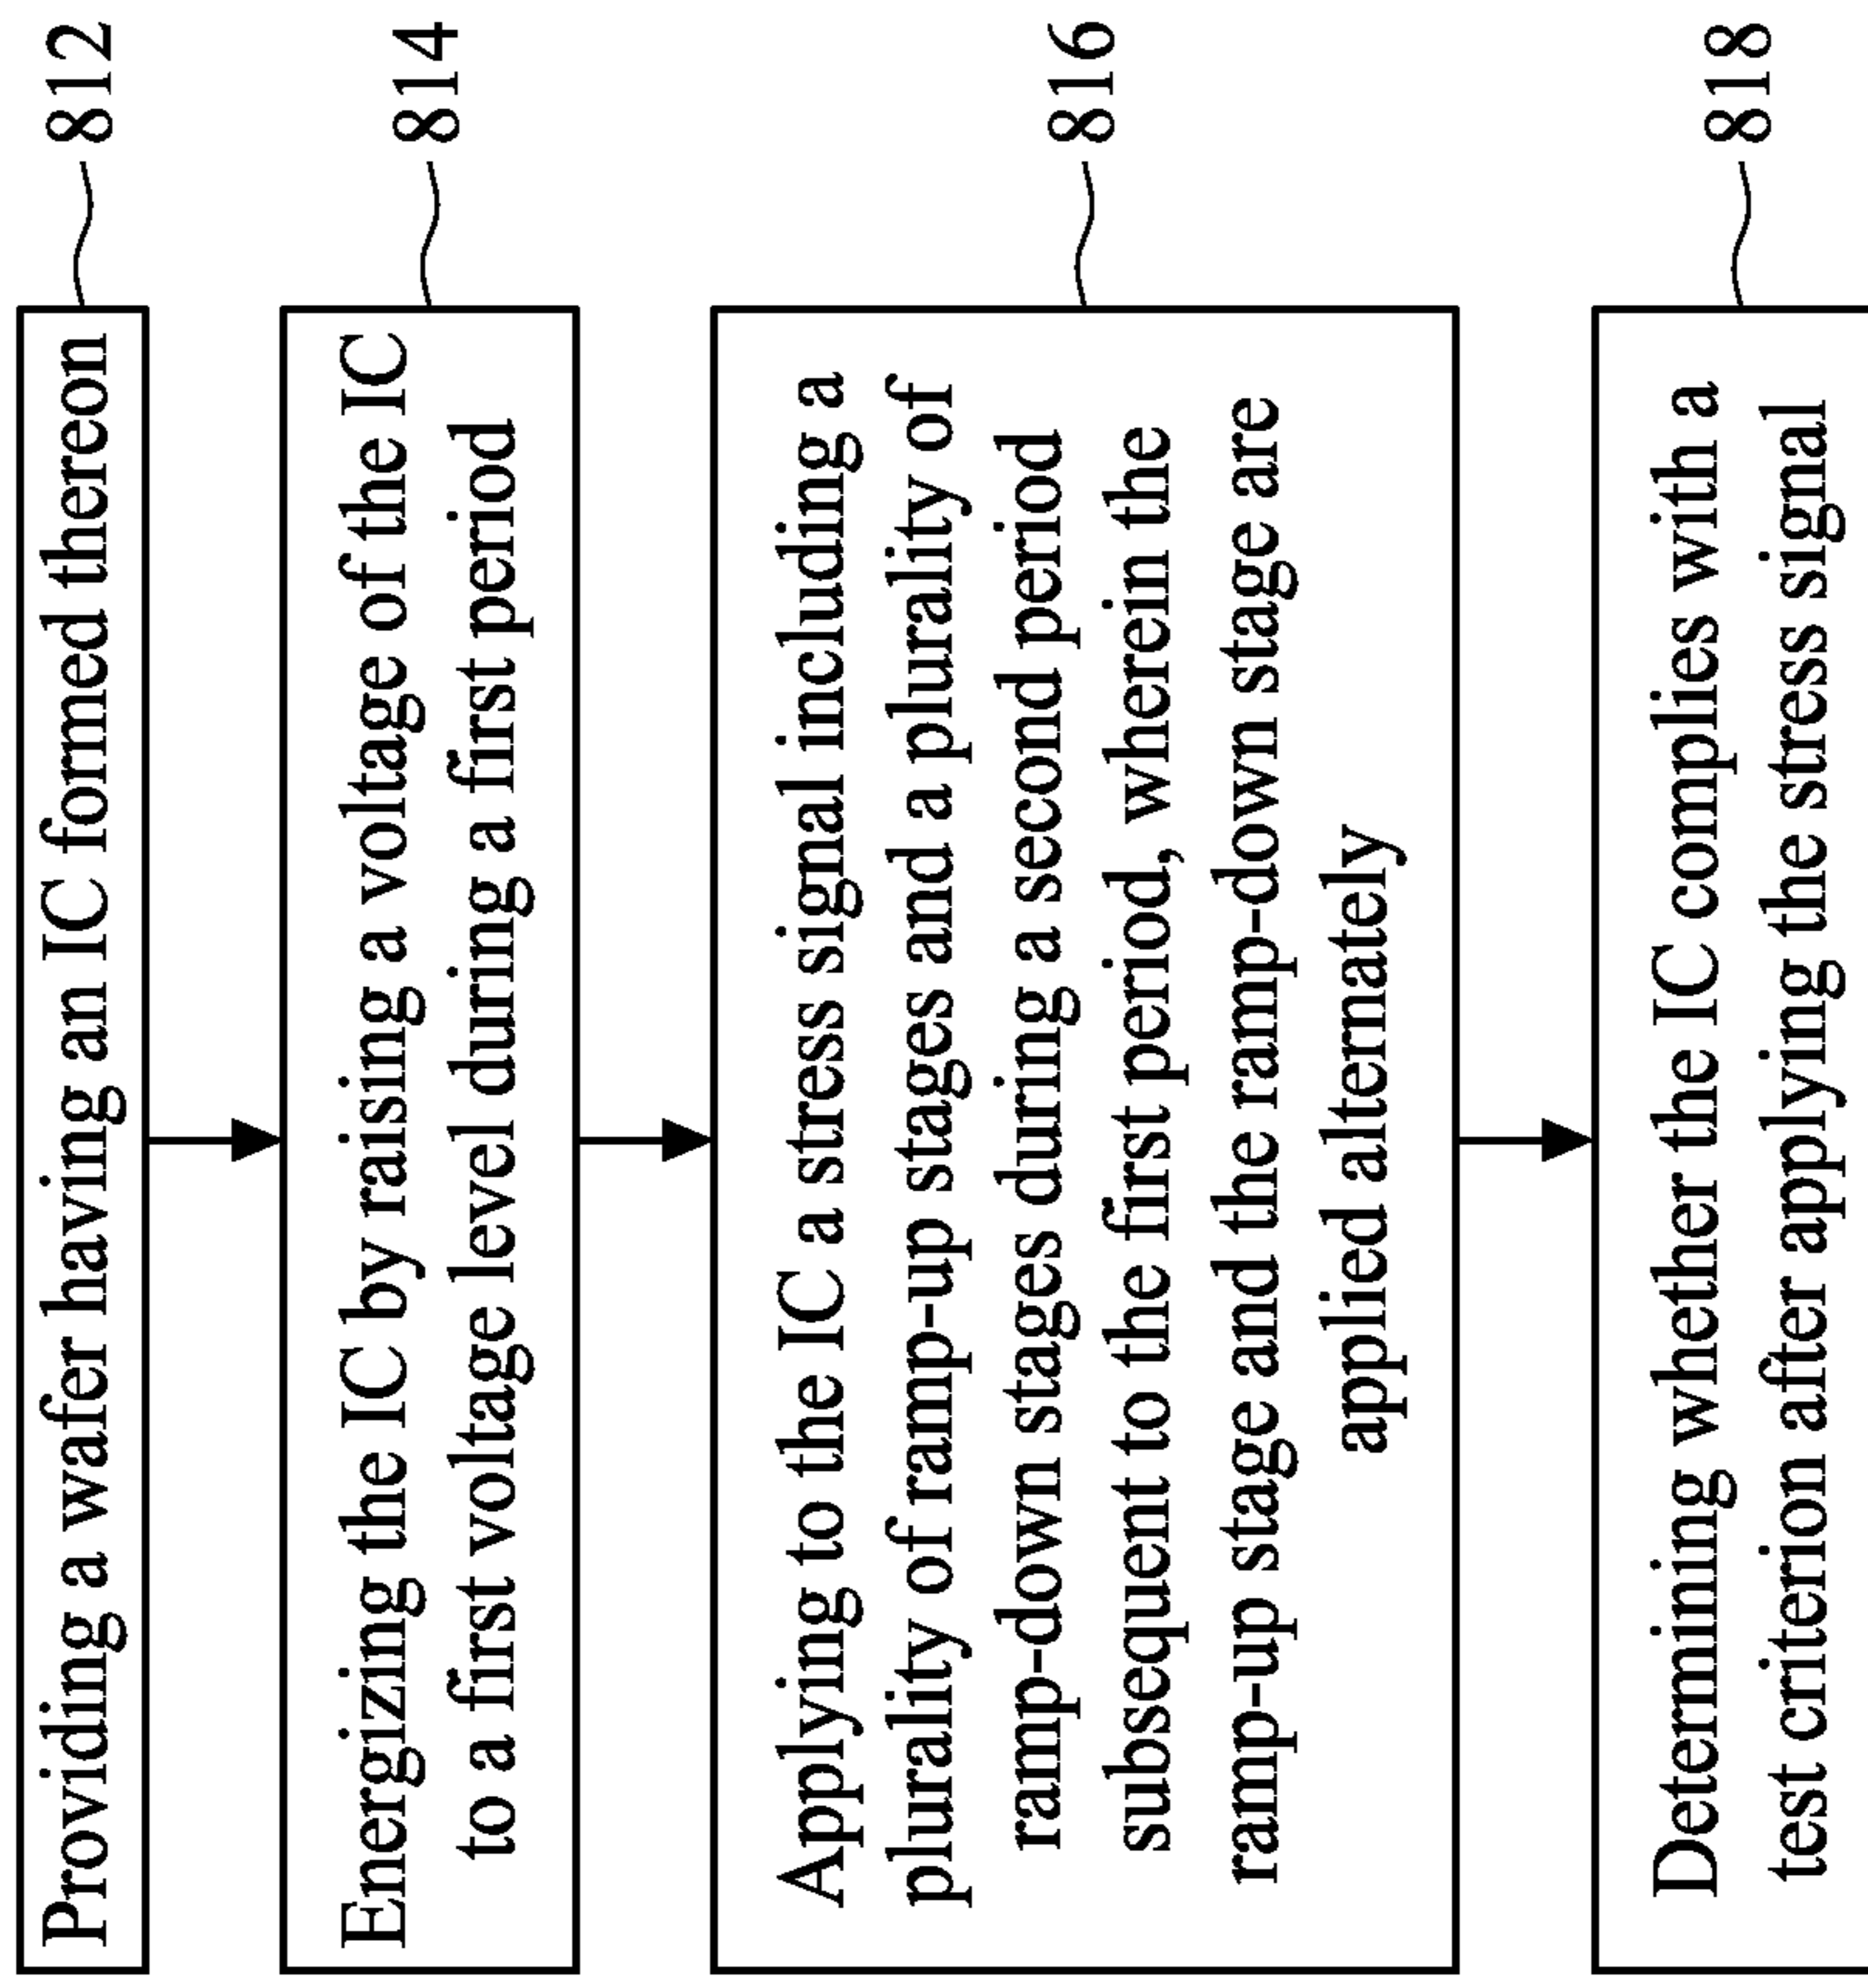 Providing a wafer having an IC formed thereon
812
Energizing the IC by raising a voltage of the IC
to a first voltage level during a first period
814
Applying to the IC a stress signal including a
plurality of ramp-up stages and a plurality of
ramp-down stages during a second period
subsequent to the first period, wherein the
ramp-up stage and the ramp-down stage are
applied alternately
816
Determining whether the IC complies with a
test criterion after applying the stress signal
818